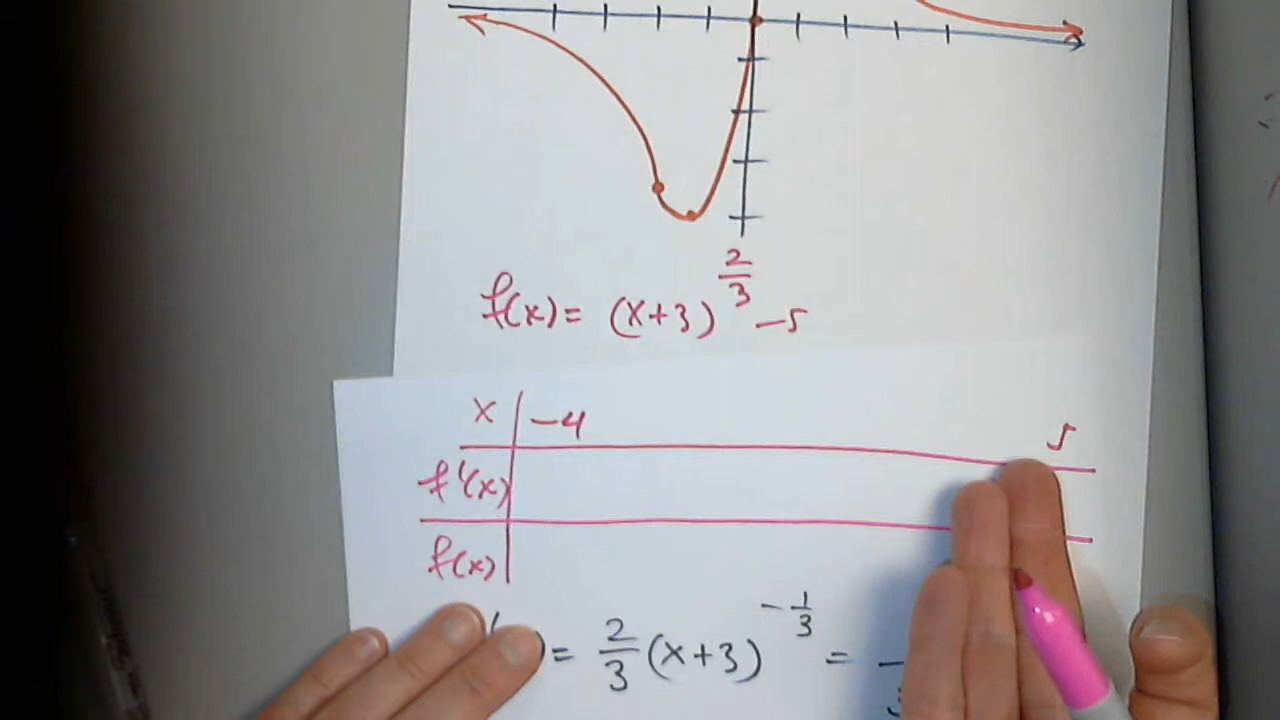 f(x) = (x+3)^{2/3} -5
x | -4 5
f'(x)
f(x)
)= 2/3 (x+3)^{-1/3} =